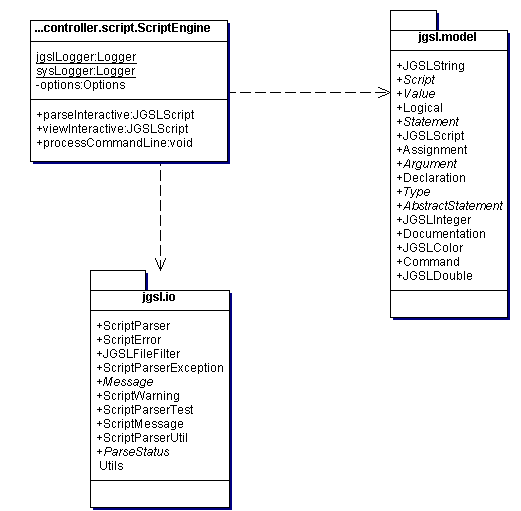 ...controller.script.ScriptEngine
jgslLogger:Logger
sysLogger:Logger
-options:Options
+parseInteractive:JGSLScript
+viewInteractive:JGSLScript
+processCommandLine:void
jgsl.model
+JGSLString
+Script
+Value
+Logical
+Statement
+JGSLScript
+Assignment
+Argument
+Declaration
+Type
+AbstractStatement
+JGSLInteger
+Documentation
+JGSLColor
+Command
+JGSLDouble
jgsl.io
+ScriptParser
+ScriptError
+JGSLFileFilter
+ScriptParserException
+Message
+ScriptWarning
+ScriptParserTest
+ScriptMessage
+ScriptParserUtil
+ParseStatus
Utils